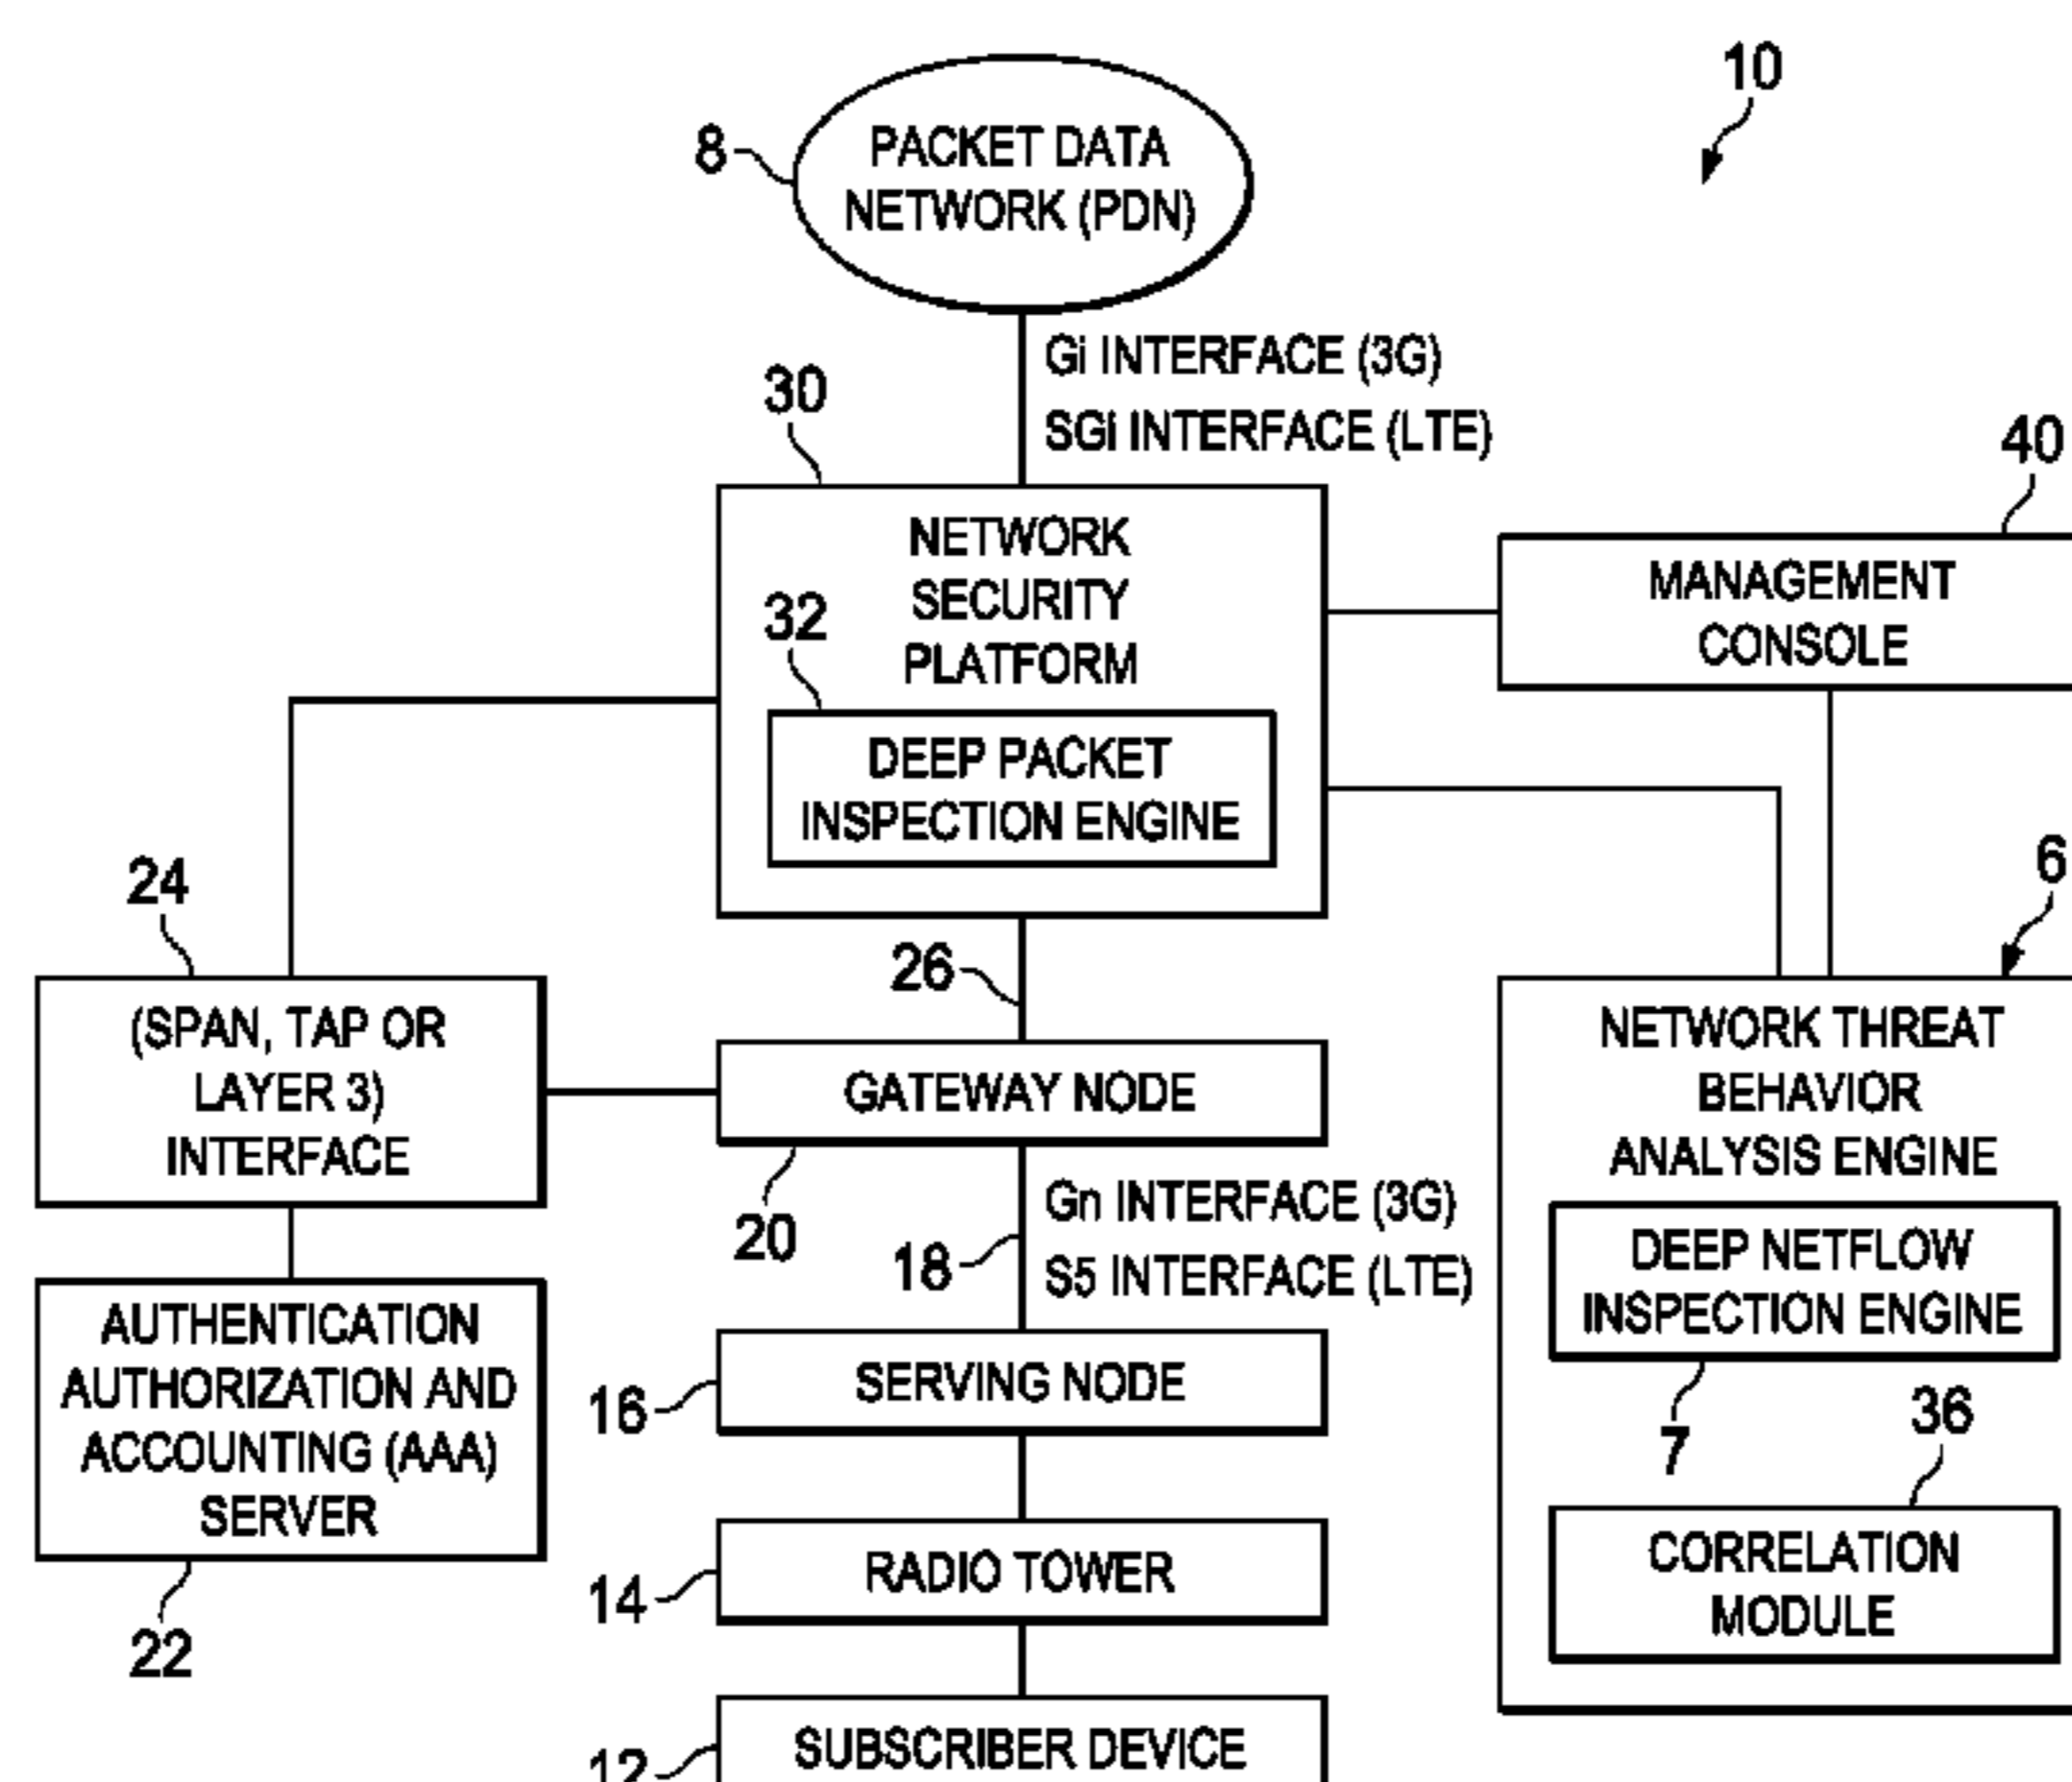 10
8
PACKET DATA
NETWORK (PDN)
Gi INTERFACE (3G)
SGi INTERFACE (LTE)
30
40
NETWORK
SECURITY
PLATFORM
MANAGEMENT
CONSOLE
32
DEEP PACKET
INSPECTION ENGINE
24
6
26
(SPAN, TAP OR
LAYER 3)
INTERFACE
GATEWAY NODE
NETWORK THREAT
BEHAVIOR
ANALYSIS ENGINE
20
18
Gn INTERFACE (3G)
S5 INTERFACE (LTE)
DEEP NETFLOW
INSPECTION ENGINE
AUTHENTICATION
AUTHORIZATION AND
ACCOUNTING (AAA)
SERVER
16
SERVING NODE
7
36
14
RADIO TOWER
CORRELATION
MODULE
22
12
SUBSCRIBER DEVICE